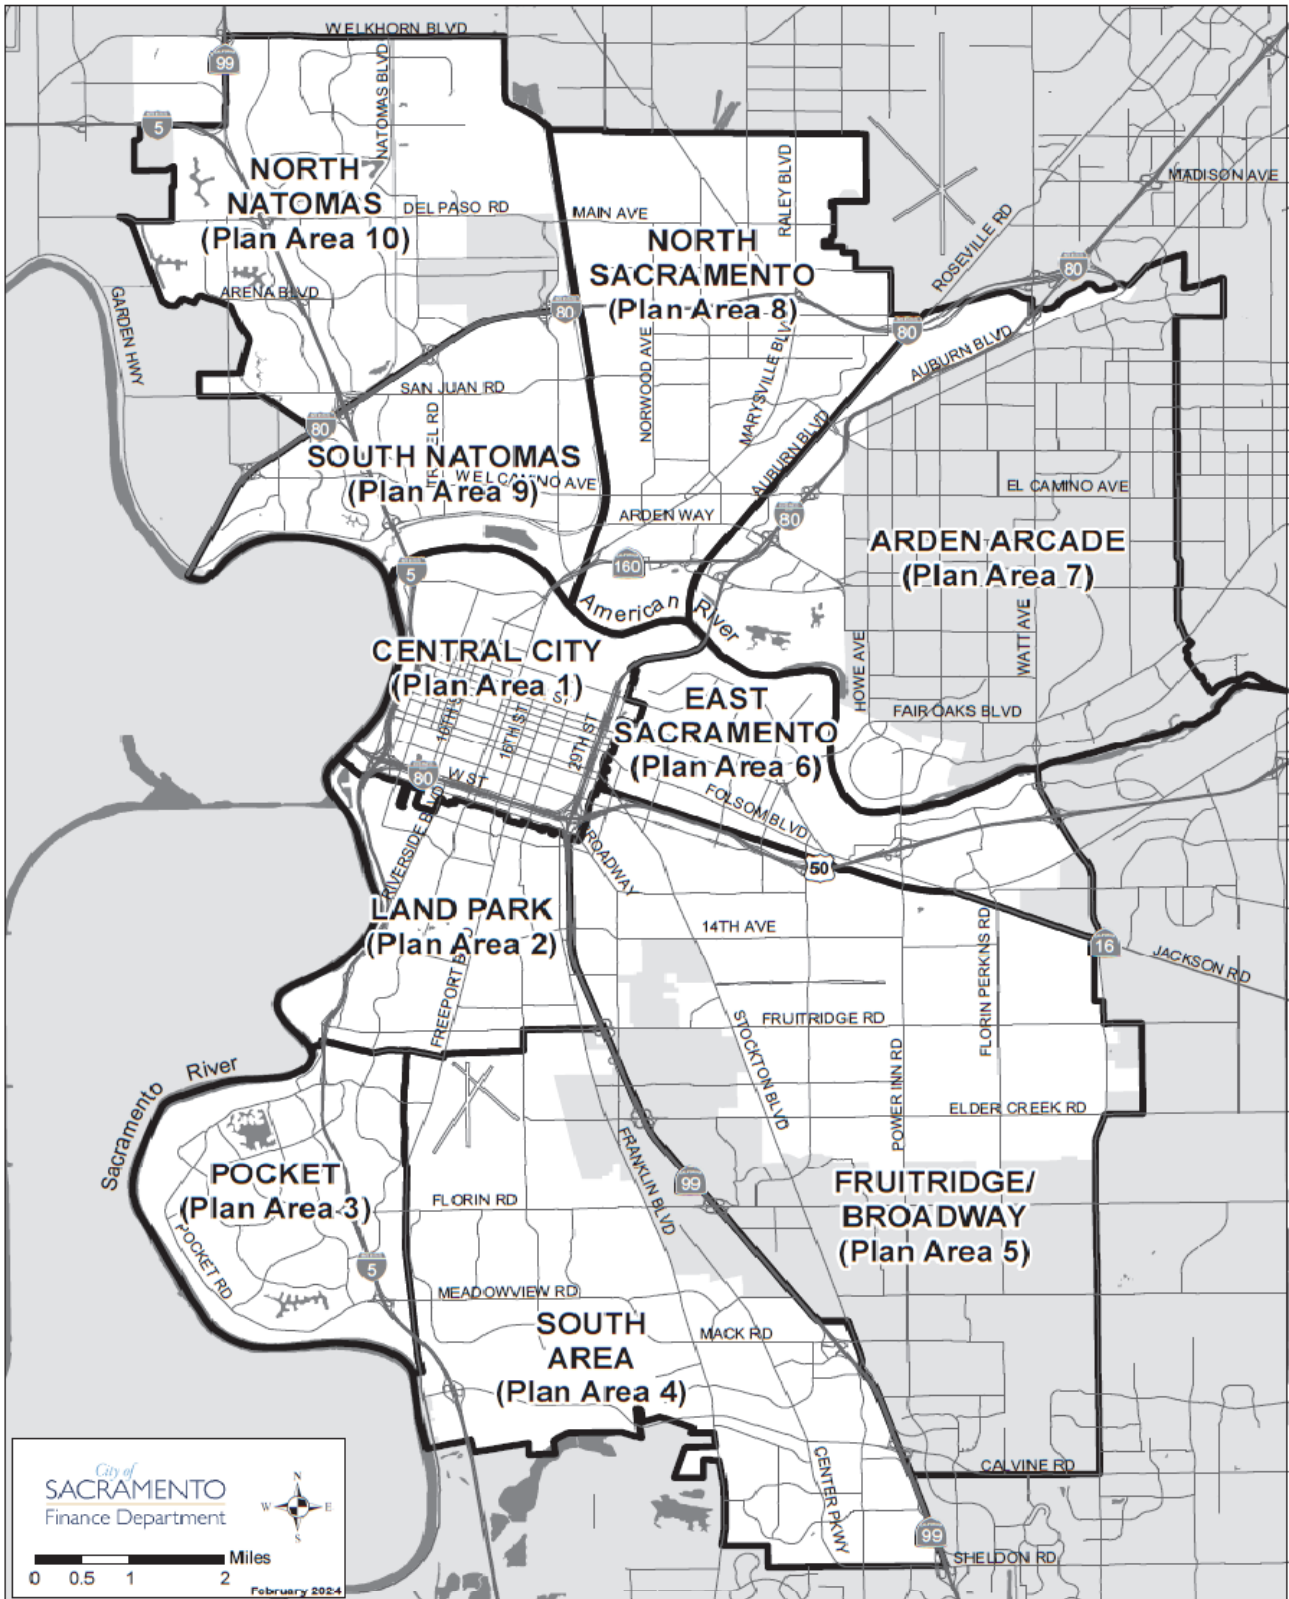 W ELKHORN BLVD
99
5
NATOMAS BLVD
NORTH
NATOMAS
(Plan Area 10)
DEL PASO RD
MAIN AVE
RALEY BLVD
MADISON AVE
NORTH
SACRAMENTO
(Plan Area 8)
ROSEVILLE RD
80
ARENA BLVD
GARDEN HWY
80
80
AUBURN BLVD
SAN JUAN RD
NORWOOD AVE
MARYSVILLE BLV
80
SOUTH NATOMAS
(Plan Area 9)
W EL CAMINO AVE
AUBURN BLVD
EL CAMINO AVE
ARDEN WAY
80
ARDEN ARCADE
(Plan Area 7)
5
160
American River
WATT AVE
HOWE AVE
CENTRAL CITY
(Plan Area 1)
ST
16TH ST
29TH ST
EAST
SACRAMENTO
(Plan Area 6)
FAIR OAKS BLVD
80
W ST
FOLSOM BLVD
RIVERSIDE BLVD
ROADWAY
50
LAND PARK
(Plan Area 2)
14TH AVE
FLORIN PERKINS RD
16
JACKSON RD
FREEPORT B
FRUITRIDGE RD
STOCKTON BLVD
POWER INN RD
Sacramento River
ELDER CREEK RD
FRANKLIN BLVD
POCKET
(Plan Area 3)
FLORIN RD
99
FRUITRIDGE/
BROADWAY
(Plan Area 5)
POCKET RD
5
MEADOWVIEW RD
SOUTH
AREA
(Plan Area 4)
MACK RD
CENTER PKWY
CALVINE RD
99
SHELDON RD
City of
SACRAMENTO
Finance Department
N
W E
S
Miles
0 0.5 1 2
February 2024